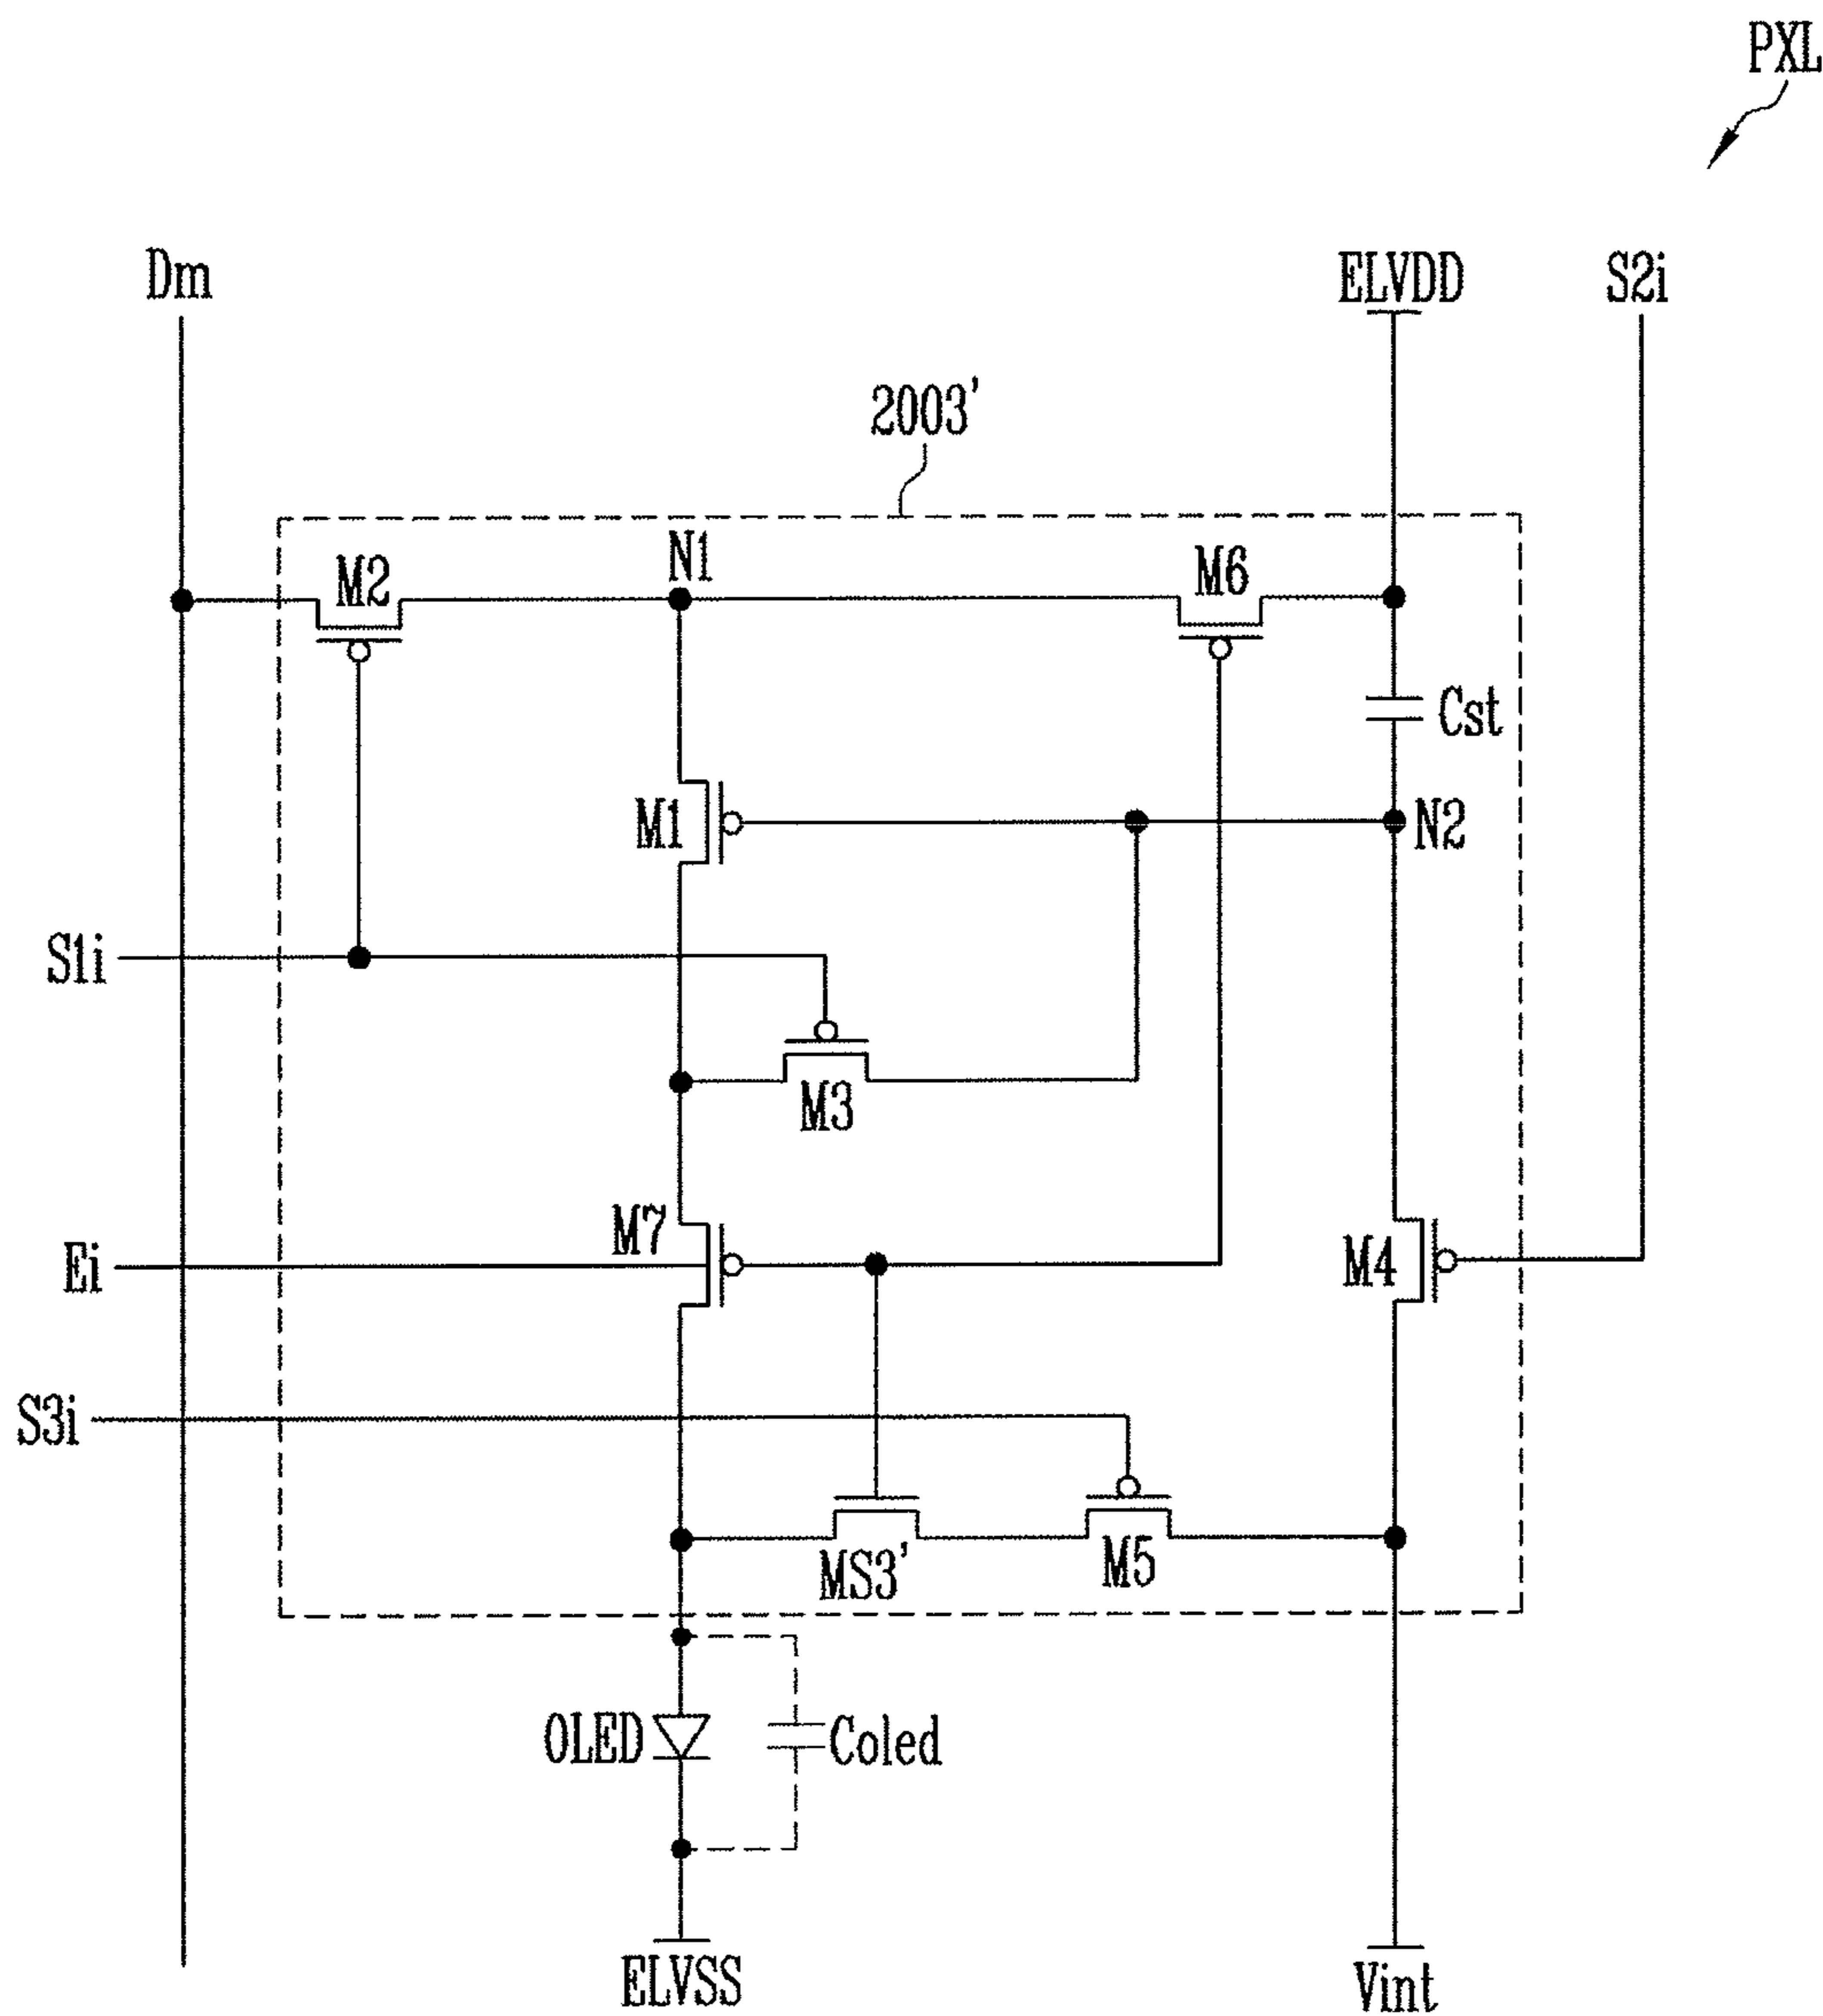 PXL
Dm
ELVDD
S2i
2003'
N1
M2
M6
Cst
M1
N2
S1i
M3
M7
Ei
M4
S3i
MS3'
M5
OLED
Coled
ELVSS
Vint